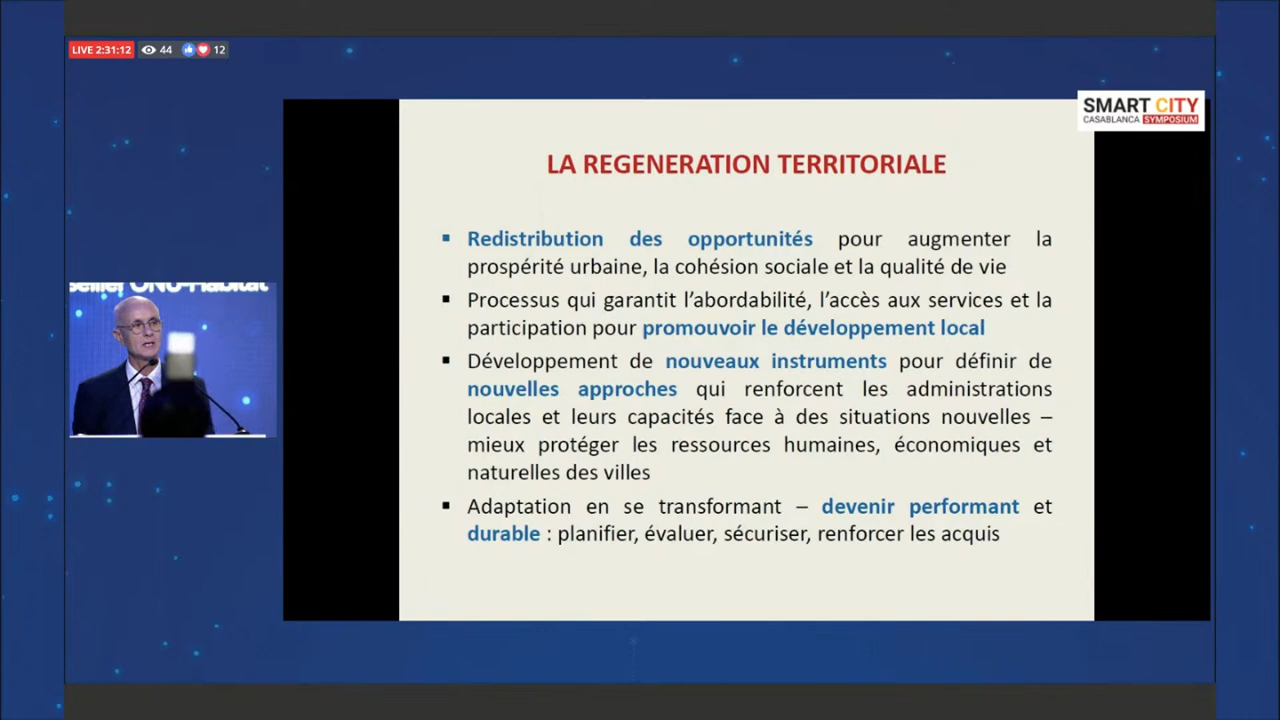 LIVE 2:31:12 44 12
SMART CITY
CASABLANCA SYMPOSIUM
LA REGENERATION TERRITORIALE
▪ Redistribution des opportunités pour augmenter la
prospérité urbaine, la cohésion sociale et la qualité de vie
▪ Processus qui garantit l’abordabilité, l’accès aux services et la
participation pour promouvoir le développement local
▪ Développement de nouveaux instruments pour définir de
nouvelles approches qui renforcent les administrations
locales et leurs capacités face à des situations nouvelles –
mieux protéger les ressources humaines, économiques et
naturelles des villes
▪ Adaptation en se transformant – devenir performant et
durable : planifier, évaluer, sécuriser, renforcer les acquis
ONU-Habitat